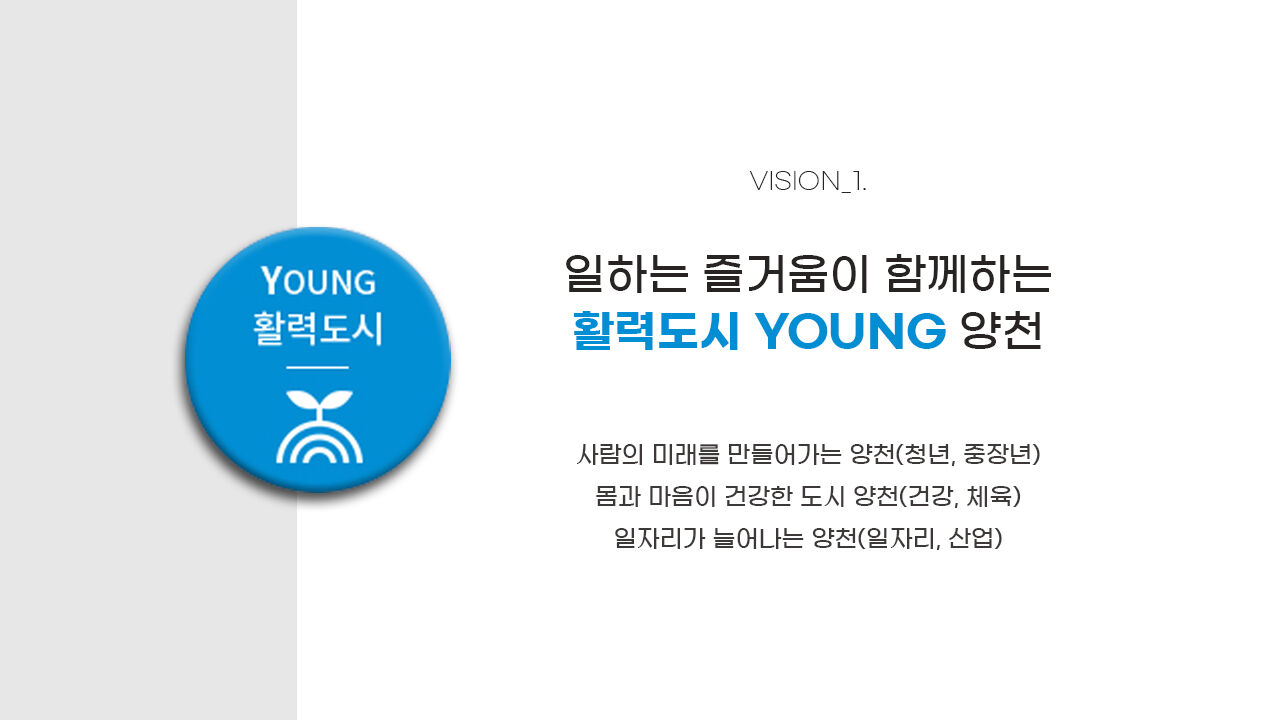 YOUNG
활력도시
VISION_1.
일하는 즐거움이 함께하는
활력도시 YOUNG 양천
사람의 미래를 만들어가는 양천(청년, 중장년)
몸과 마음이 건강한 도시 양천(건강, 체육)
일자리가 늘어나는 양천(일자리, 산업)